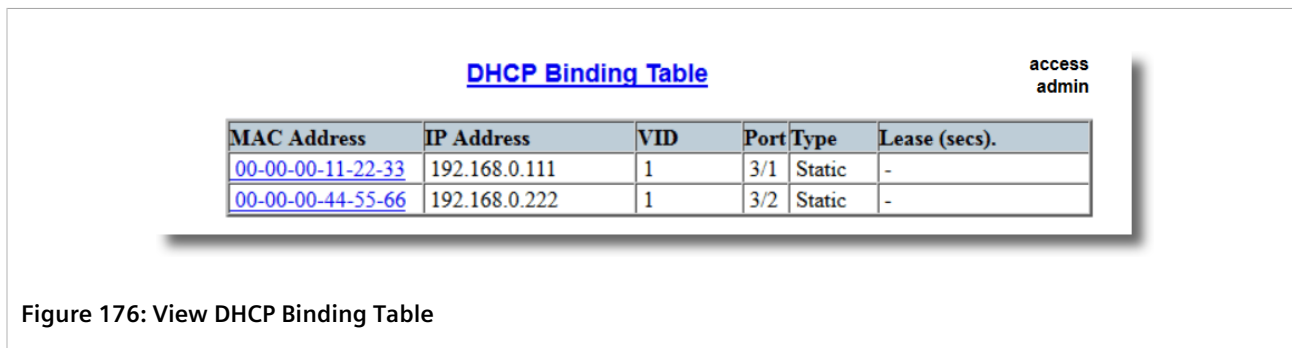 DHCP Binding Table
access
admin
MAC Address IP Address VID Port Type Lease (secs).
00-00-00-11-22-33 192.168.0.111 1 3/1 Static -
00-00-00-44-55-66 192.168.0.222 1 3/2 Static -
Figure 176: View DHCP Binding Table